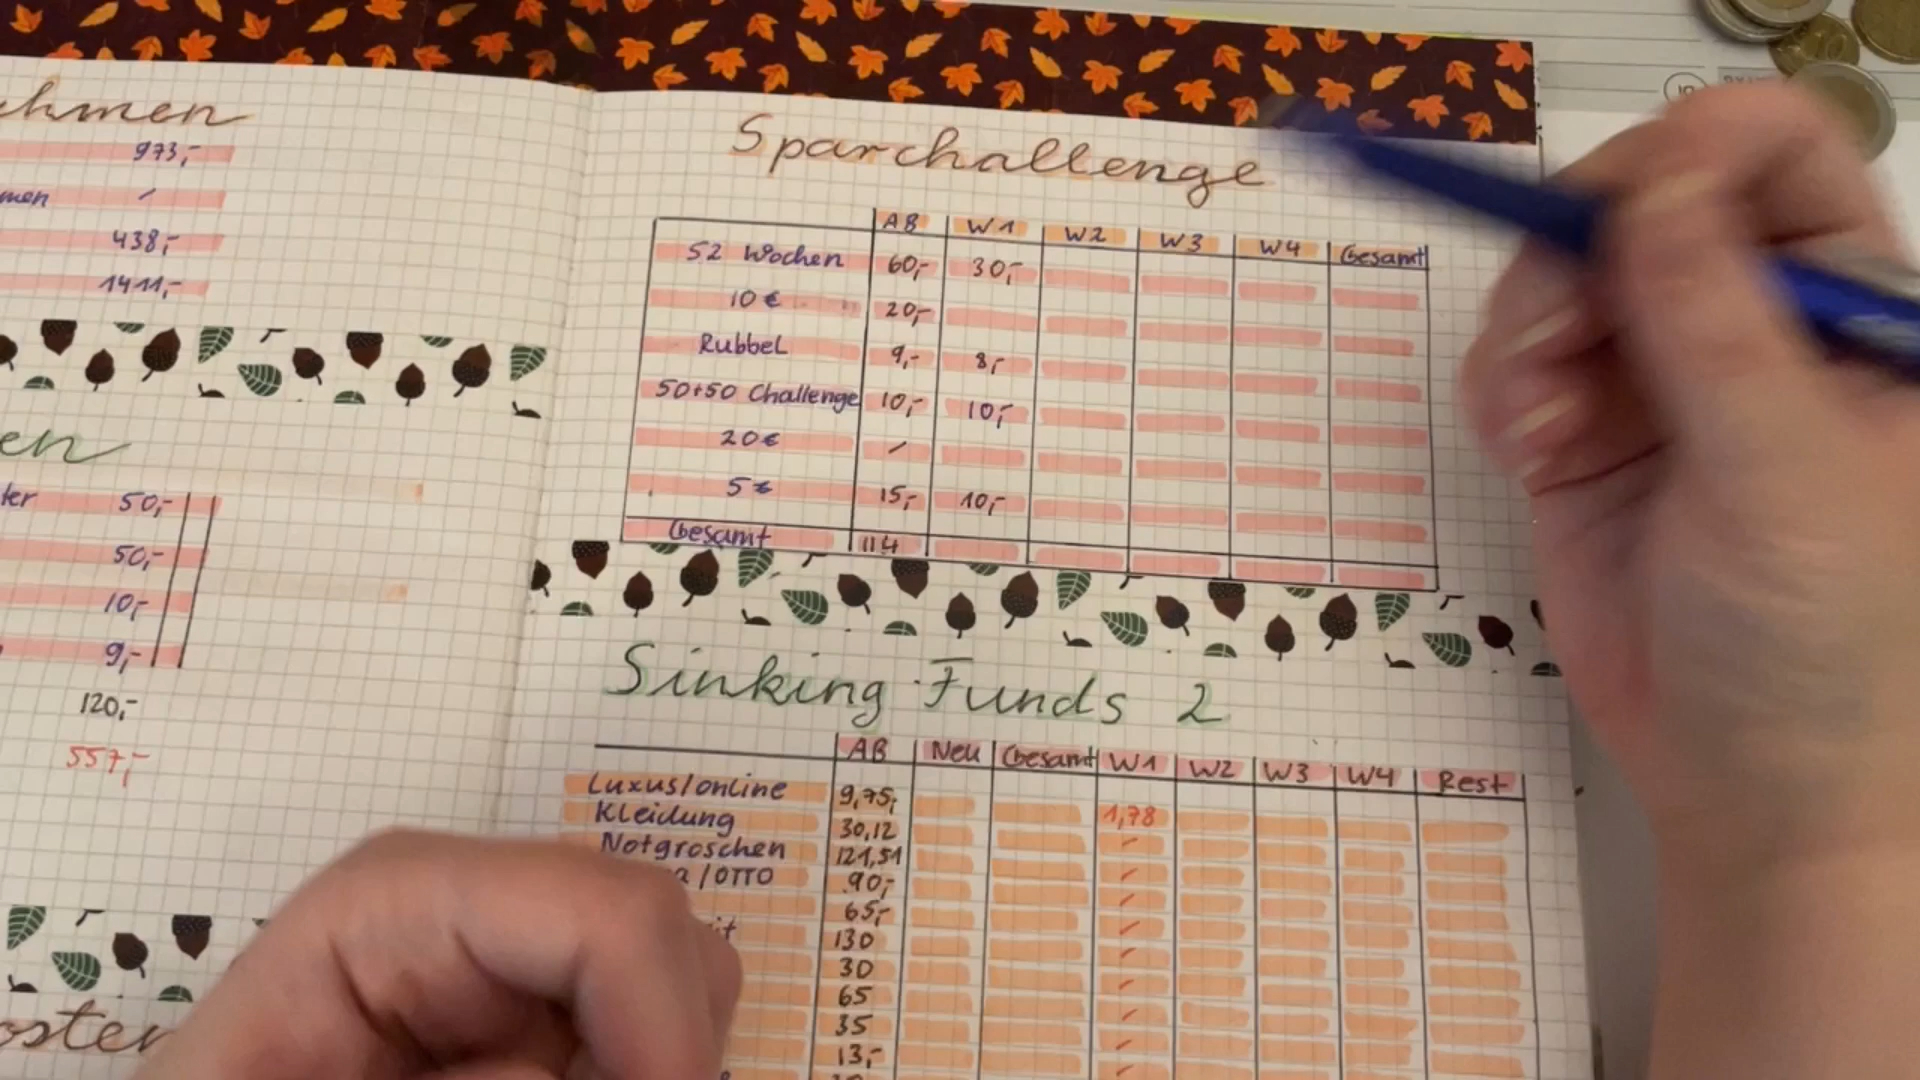 hmen
973,-
men /
438,-
1411,-
en
ter 50,-
50,-
10,-
9,-
120,-
557,-
osten
Sparchallenge
AB W1 W2 W3 W4 Gesamt
52 Wochen 60,- 30,-
10€ 20,-
Rubbel 9,- 8,-
50+50 Challenge 10,- 10,-
20€ /
5€ 15,- 10,-
Gesamt 114
Sinking Funds 2
AB Neu Gesamt W1 W2 W3 W4 Rest
Luxus/online 9,75,- 1,78
Kleidung 30,12 -
Notgroschen 121,51 -
a/OTTO 90,- -
65,- -
it 130 -
30 -
65 -
35 -
13,- -